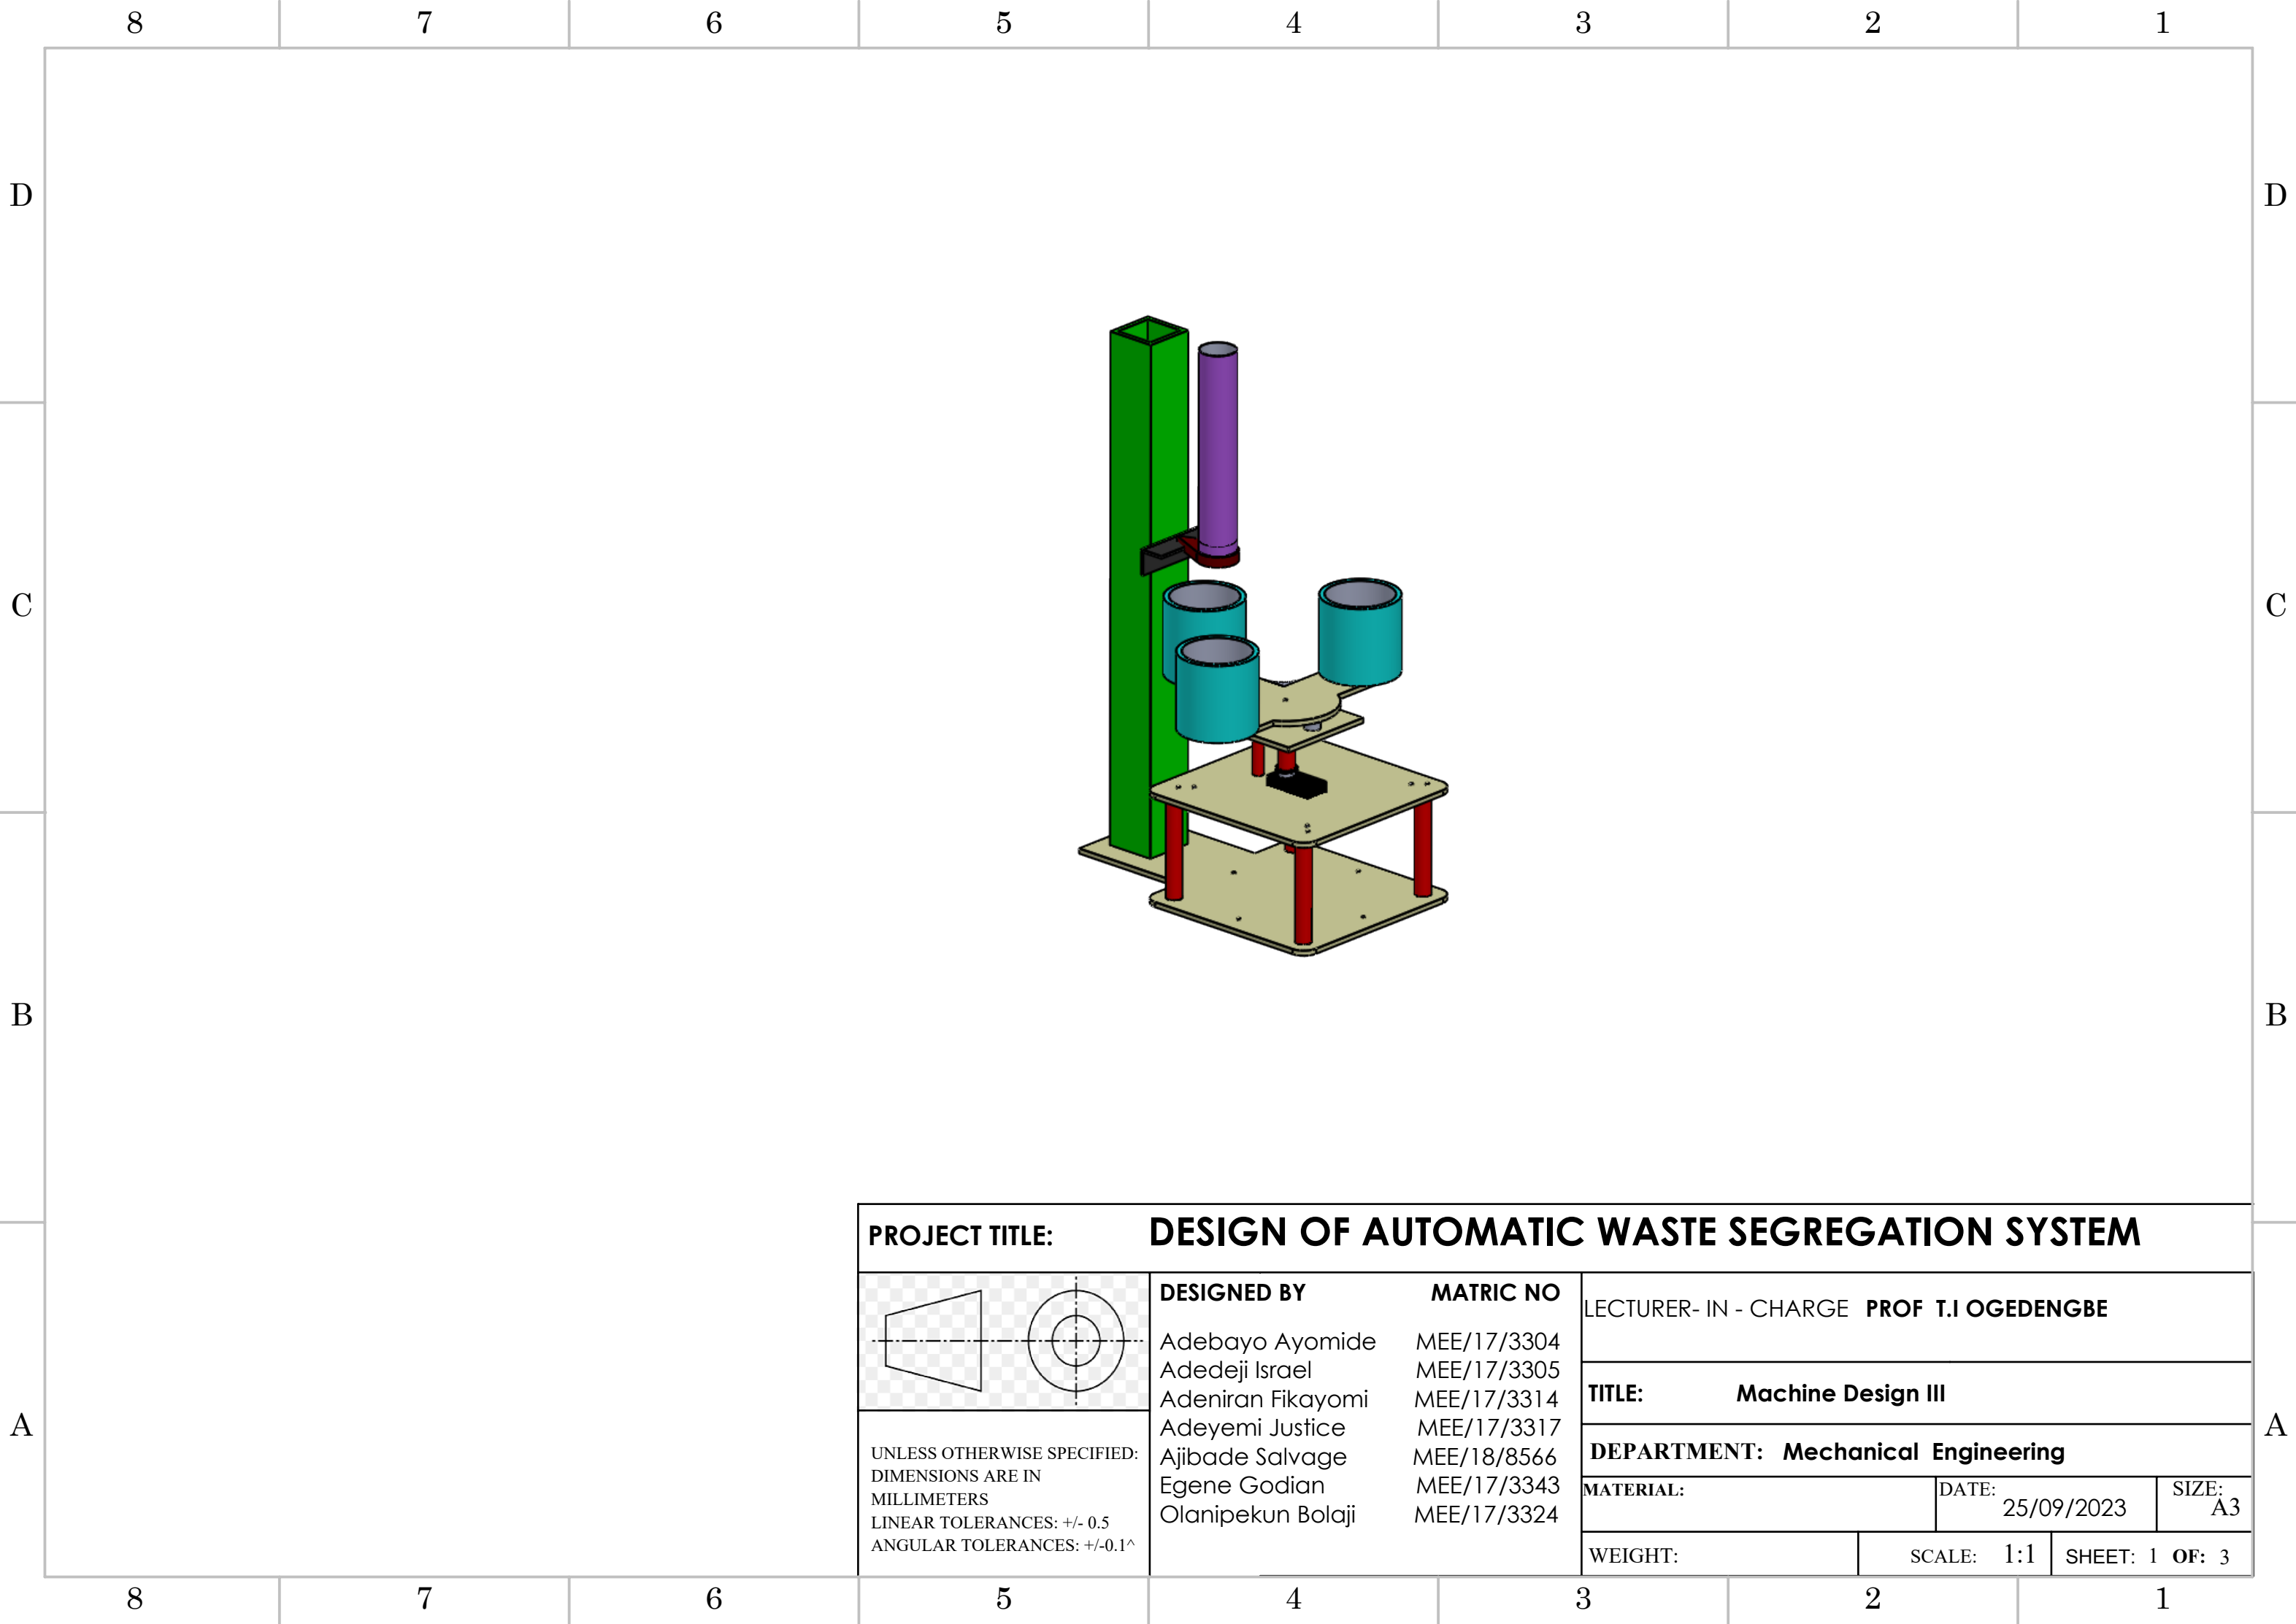 8 7 6 5 4 3 2 1
D D
C C
B B
A A
PROJECT TITLE: DESIGN OF AUTOMATIC WASTE SEGREGATION SYSTEM
DESIGNED BY MATRIC NO
Adebayo Ayomide MEE/17/3304
Adedeji Israel MEE/17/3305
Adeniran Fikayomi MEE/17/3314
Adeyemi Justice MEE/17/3317
Ajibade Salvage MEE/18/8566
Egene Godian MEE/17/3343
Olanipekun Bolaji MEE/17/3324
UNLESS OTHERWISE SPECIFIED:
DIMENSIONS ARE IN
MILLIMETERS
LINEAR TOLERANCES: +/- 0.5
ANGULAR TOLERANCES: +/-0.1^
LECTURER- IN - CHARGE PROF T.I OGEDENGBE
TITLE: Machine Design III
DEPARTMENT: Mechanical Engineering
MATERIAL:
DATE: 25/09/2023
SIZE: A3
WEIGHT:
SCALE: 1:1
SHEET: 1 OF: 3
8 7 6 5 4 3 2 1